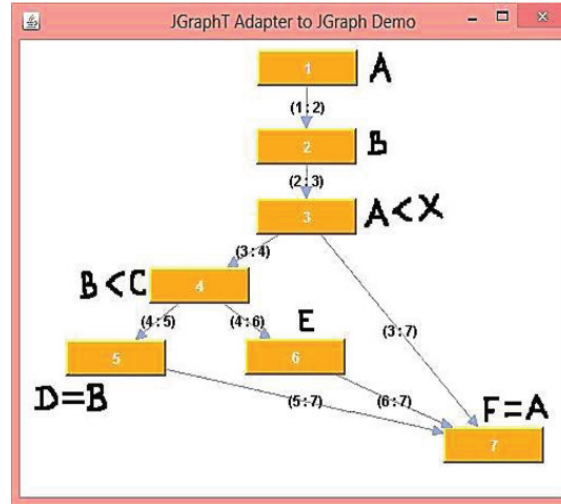 JGraphT Adapter to JGraph Demo
1 A
(1 : 2)
2 B
(2 : 3)
3 A<X
(3 : 4)
B<C 4
(4 : 5) (4 : 6) E
(3 : 7)
5 6
D=B
(5 : 7) (6 : 7) F=A
7